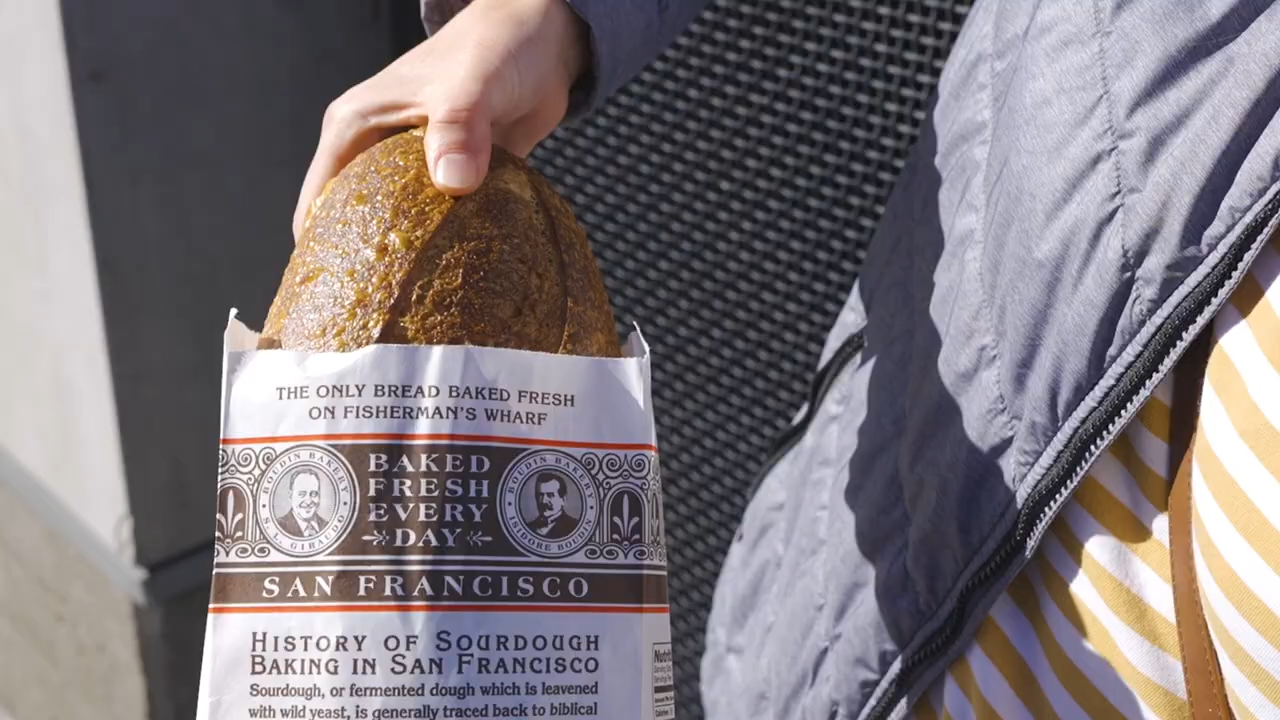 THE ONLY BREAD BAKED FRESH
ON FISHERMAN'S WHARF
BOUDIN BAKERY
S. L. GIRAUDO
BAKED
FRESH
EVERY
DAY
BOUDIN BAKERY
ISIDORE BOUDIN
SAN FRANCISCO
HISTORY OF SOURDOUGH
BAKING IN SAN FRANCISCO
Sourdough, or fermented dough which is leavened
with wild yeast, is generally traced back to biblical